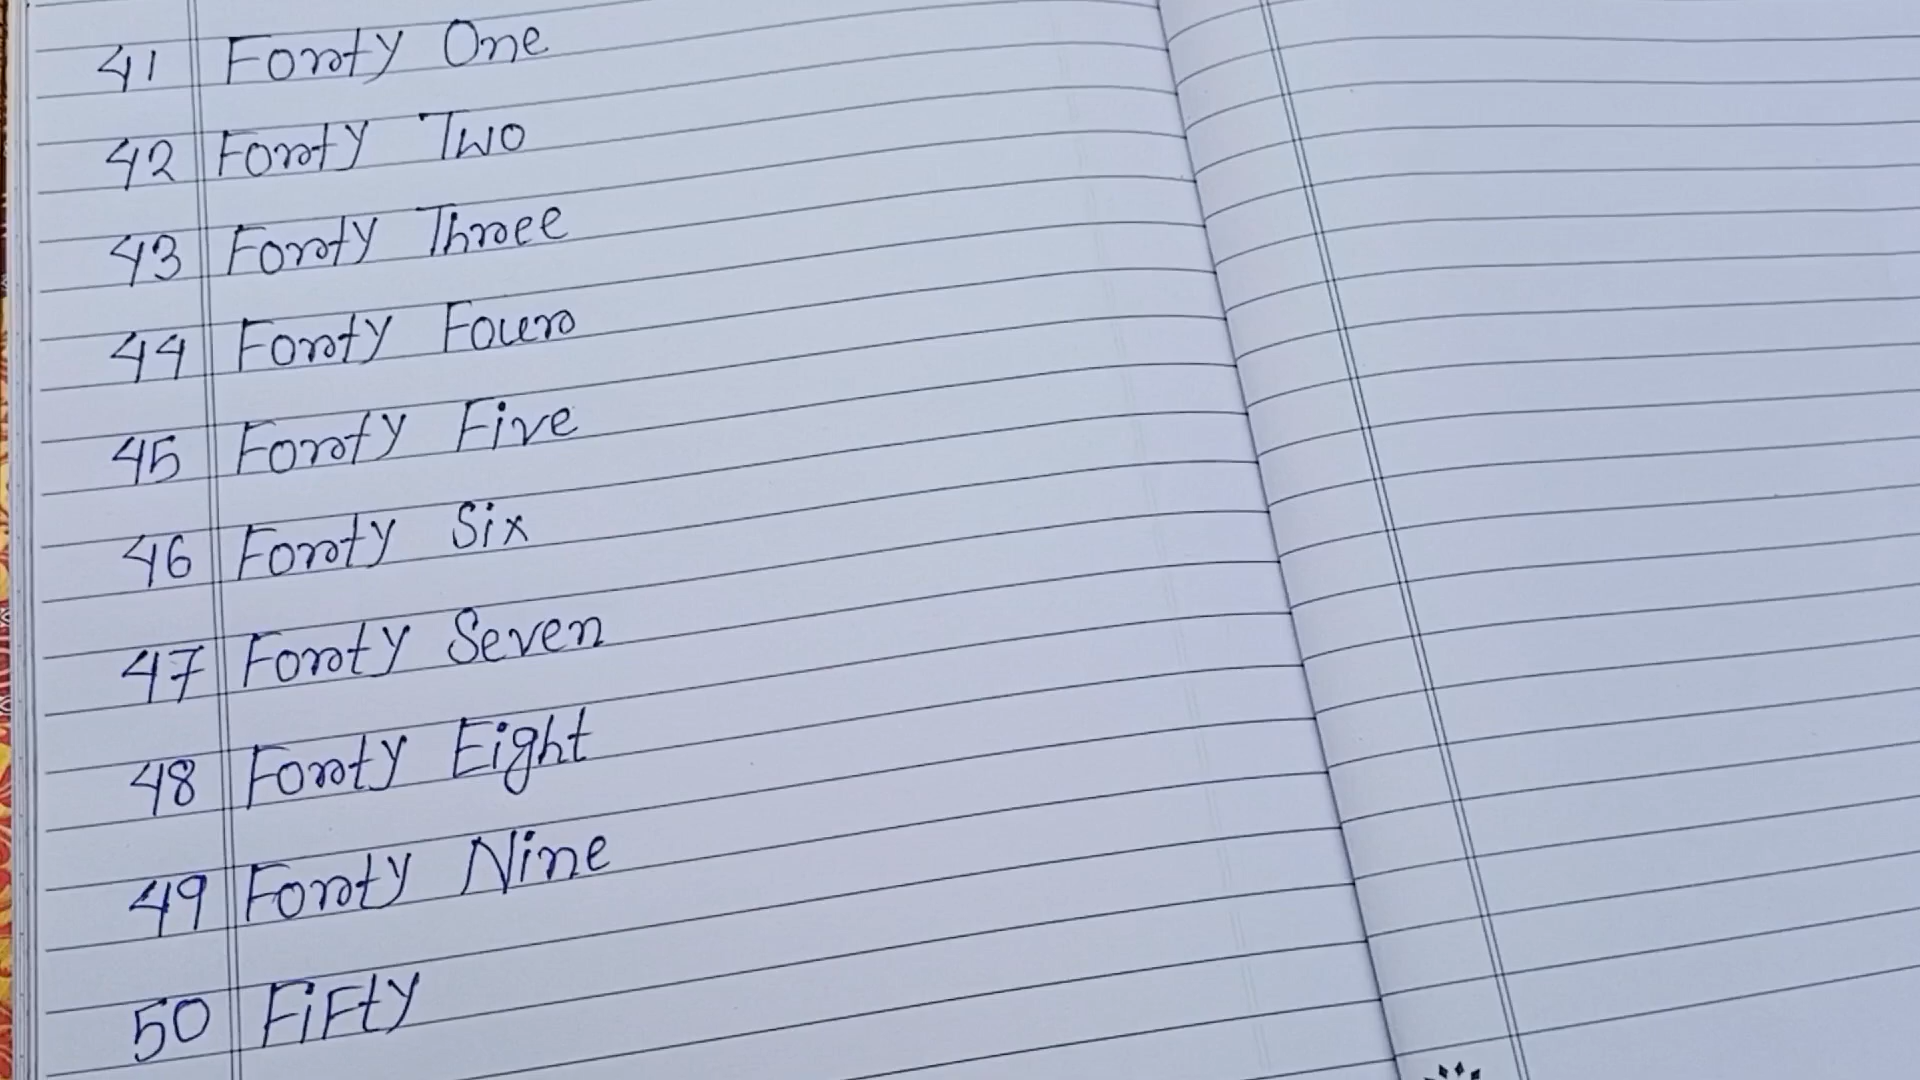 41 Forty One
42 Forty Two
43 Forty Three
44 Forty Four
45 Forty Five
46 Forty Six
47 Forty Seven
48 Forty Eight
49 Forty Nine
50 FiFty